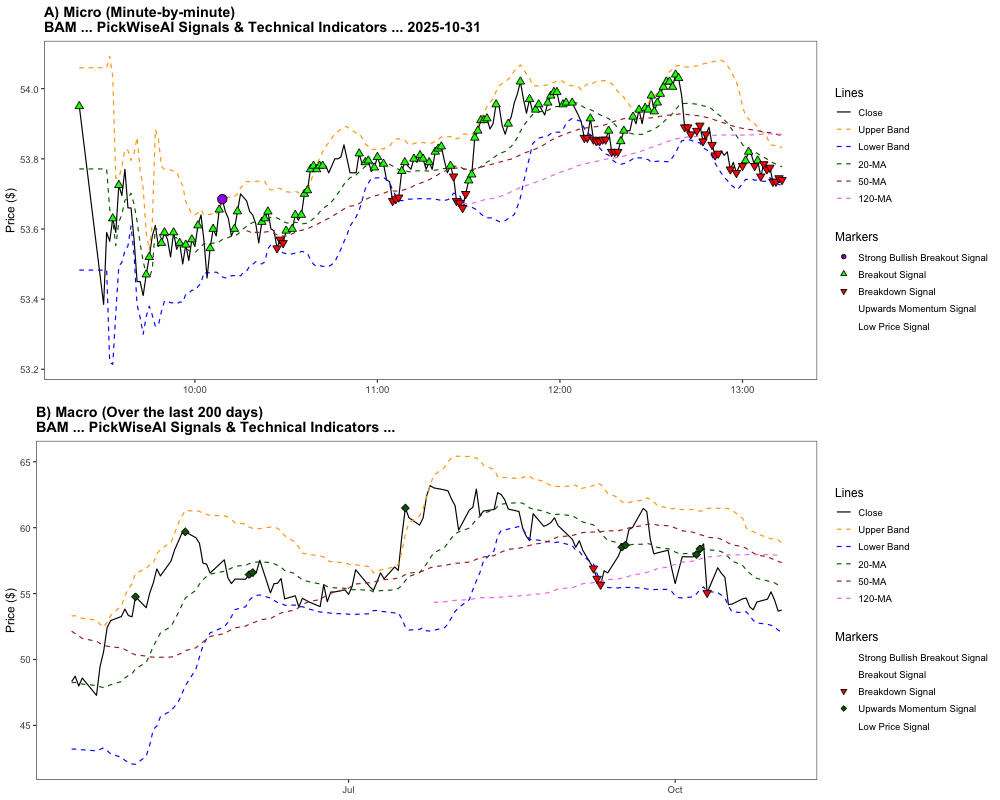 A) Micro (Minute-by-minute)
BAM ... PickWiseAI Signals & Technical Indicators ... 2025-10-31
54.0
53.8
53.6
53.4
53.2
Price ($)
10:00
11:00
12:00
13:00
Lines
Close
Upper Band
Lower Band
20-MA
50-MA
120-MA
Markers
Strong Bullish Breakout Signal
Breakout Signal
Breakdown Signal
Upwards Momentum Signal
Low Price Signal
B) Macro (Over the last 200 days)
BAM ... PickWiseAI Signals & Technical Indicators ...
65
60
55
50
45
Price ($)
Jul
Oct
Lines
Close
Upper Band
Lower Band
20-MA
50-MA
120-MA
Markers
Strong Bullish Breakout Signal
Breakout Signal
Breakdown Signal
Upwards Momentum Signal
Low Price Signal